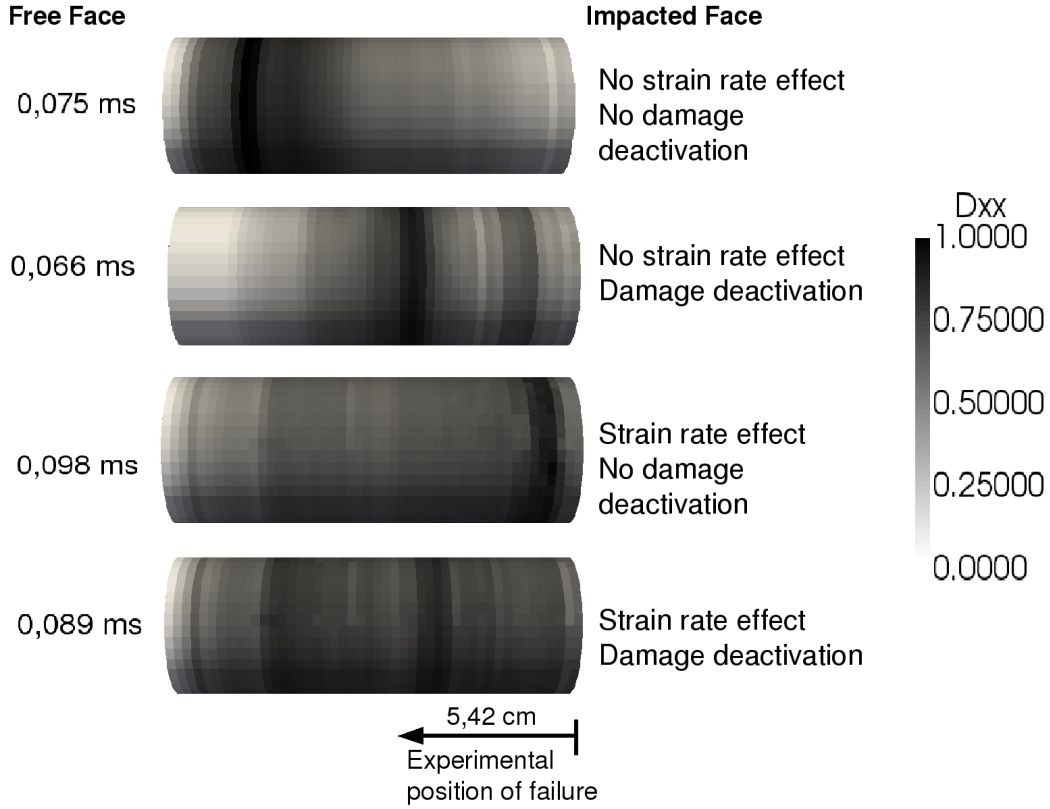 Free Face
Impacted Face
0,075 ms
No strain rate effect
No damage
deactivation
0,066 ms
No strain rate effect
Damage deactivation
0,098 ms
Strain rate effect
No damage
deactivation
0,089 ms
Strain rate effect
Damage deactivation
Dxx
1.0000
0.75000
0.50000
0.25000
0.0000
5,42 cm
Experimental
position of failure